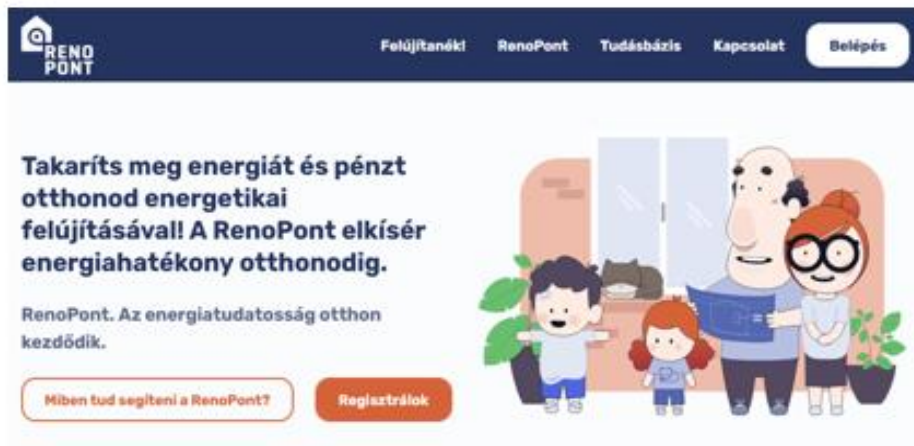 RENO
PONT
Felújítanék!
RenoPont
Tudásbázis
Kapcsolat
Belépés
Takaríts meg energiát és pénzt
otthonod energetikai
felújításával! A RenoPont elkísér
energiahatékony otthonodig.
RenoPont. Az energiatudatosság otthon
kezdődik.
Miben tud segíteni a RenoPont?
Regisztrálok